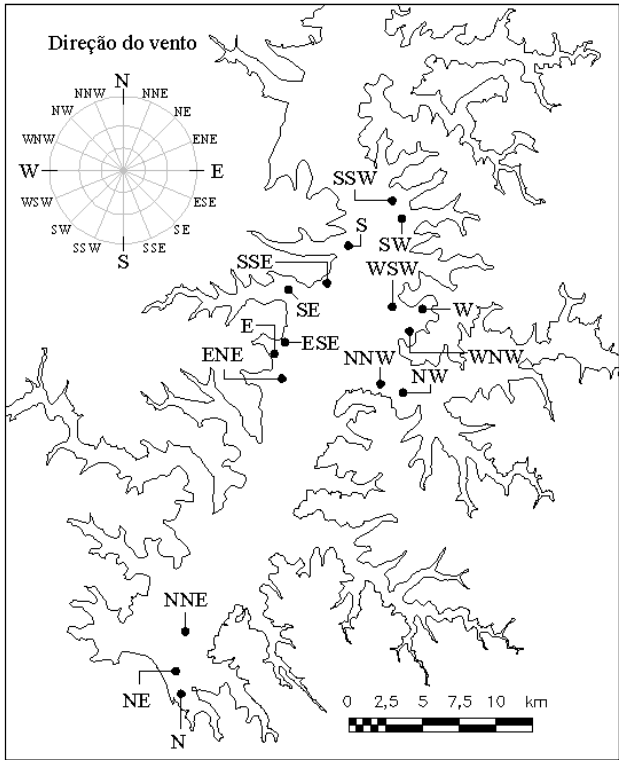 Direção do vento
N
NNW NNE
NW NE
WNW ENE
W E
WSW ESE
SW SE
SSW SSE
S
SSW
S SW
SSE WSW
SE W
E ESE
ENE NNW NW WNW
NNE
NE
N
0 2,5 5 7,5 10 km